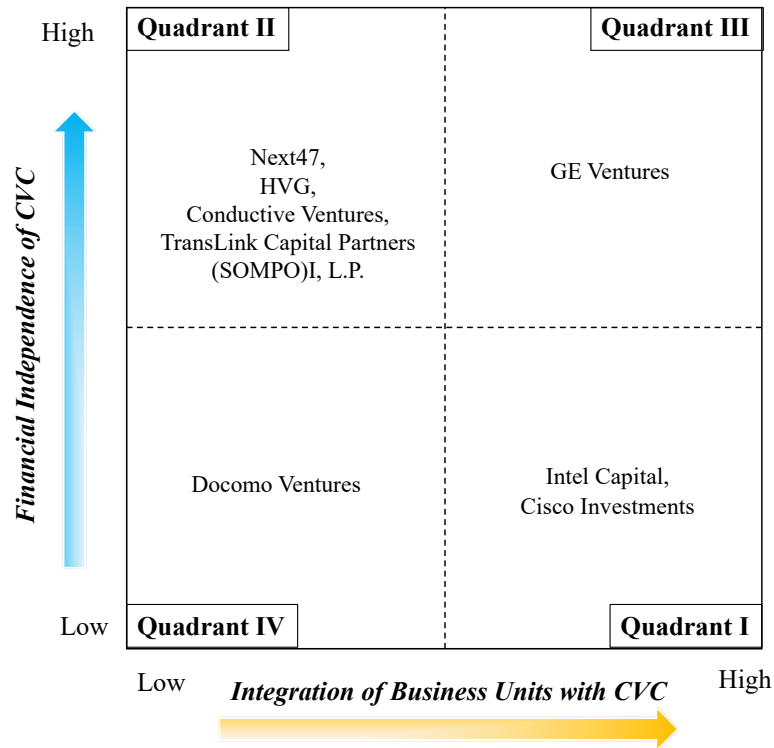 High
Quadrant II
Quadrant III
Next47,
HVG,
Conductive Ventures,
TransLink Capital Partners
(SOMPO)I, L.P.
GE Ventures
Financial Independence of CVC
Docomo Ventures
Intel Capital,
Cisco Investments
Low
Quadrant IV
Quadrant I
Low
Integration of Business Units with CVC
High